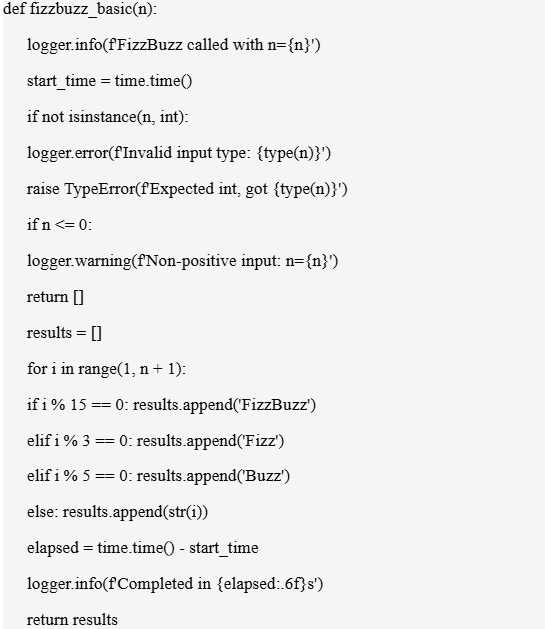 def fizzbuzz_basic(n):
logger.info(f'FizzBuzz called with n={n}')
start_time = time.time()
if not isinstance(n, int):
logger.error(f'Invalid input type: {type(n)}')
raise TypeError(f'Expected int, got {type(n)}')
if n <= 0:
logger.warning(f'Non-positive input: n={n}')
return []
results = []
for i in range(1, n + 1):
if i % 15 == 0: results.append('FizzBuzz')
elif i % 3 == 0: results.append('Fizz')
elif i % 5 == 0: results.append('Buzz')
else: results.append(str(i))
elapsed = time.time() - start_time
logger.info(f'Completed in {elapsed:.6f}s')
return results